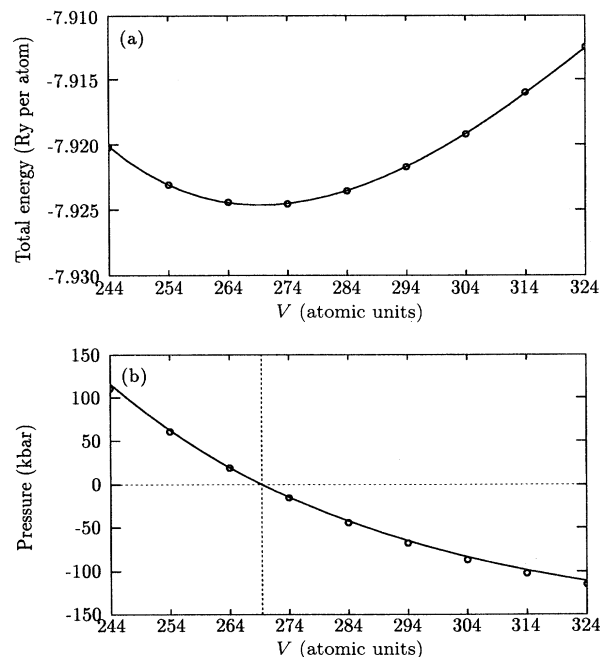 -7.910
(a)
-7.915
-7.920
-7.925
-7.930
Total energy (Ry per atom)
244 254 264 274 284 294 304 314 324
V (atomic units)
150
(b)
100
50
0
-50
-100
-150
Pressure (kbar)
244 254 264 274 284 294 304 314 324
V (atomic units)